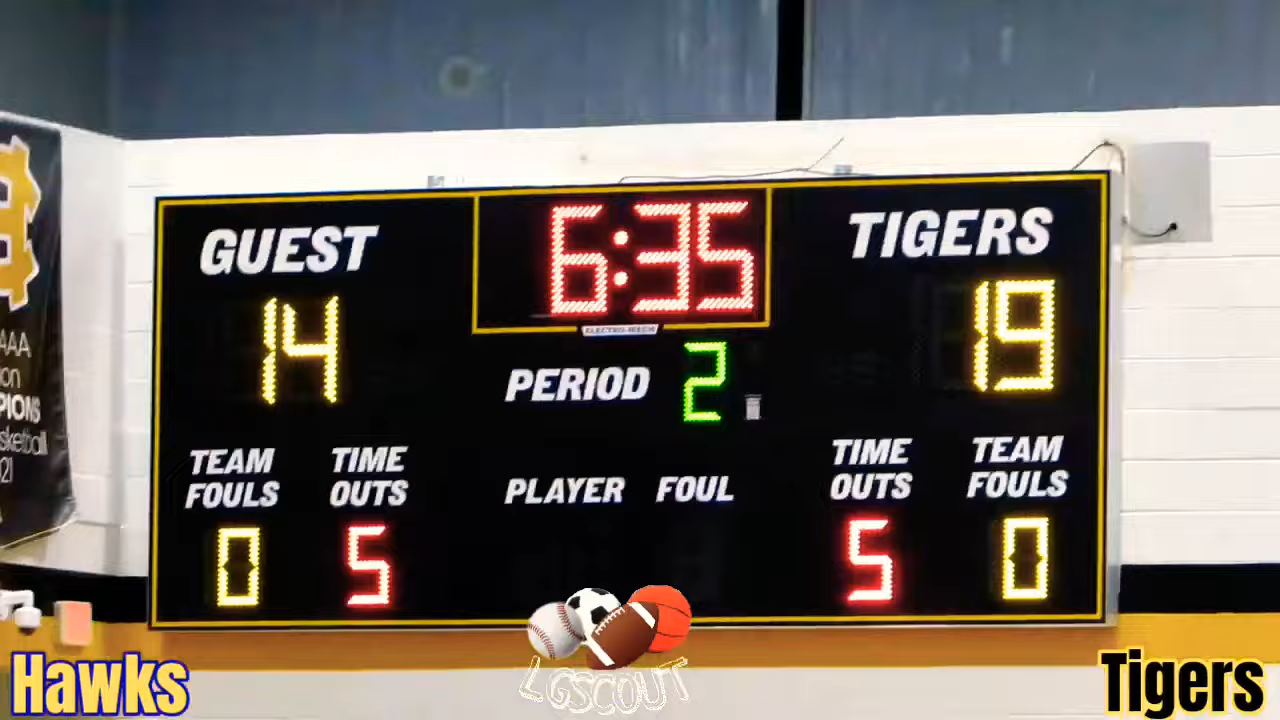 GUEST
6:35
TIGERS
14
19
ELECTRO-MECH
PERIOD 2
TEAM FOULS
TIME OUTS
PLAYER FOUL
TIME OUTS
TEAM FOULS
0
5
5
0
PIONS
sketball
21
LGSCOUT
Hawks
Tigers